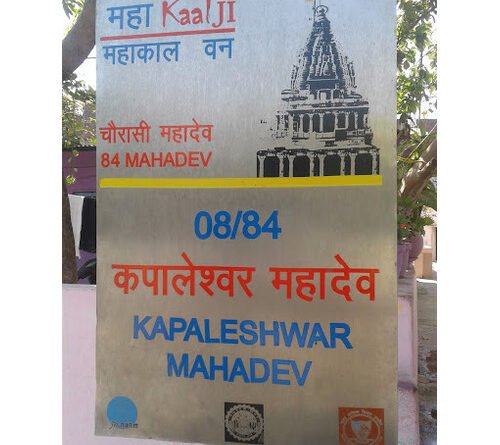 महा KaalJI
महाकाल वन
चौरासी महादेव
84 MAHADEV
08/84
कपालेश्वर महादेव
KAPALESHWAR
MAHADEV